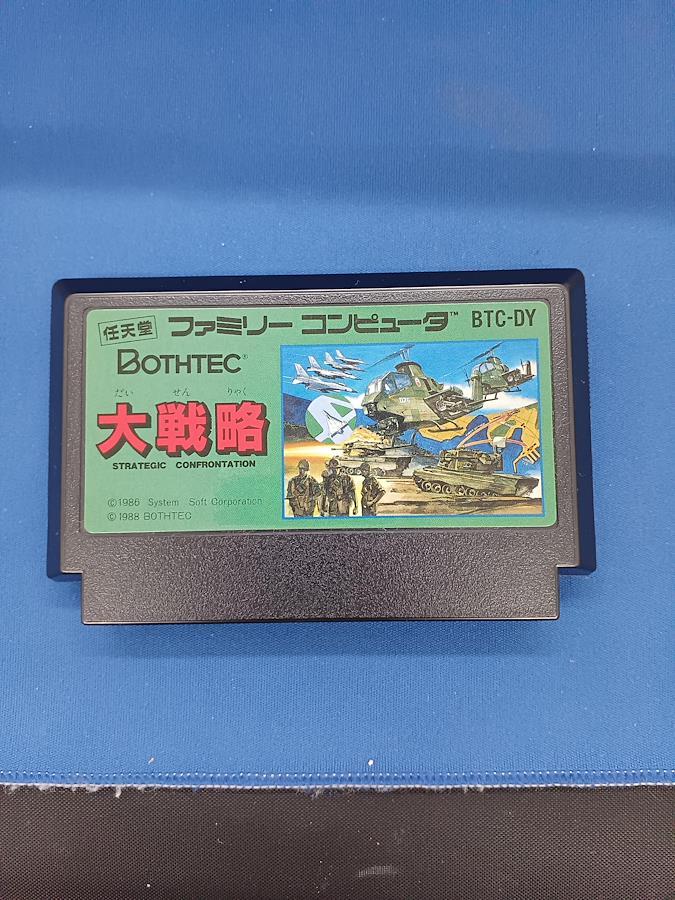 任天堂 ファミリーコンピュータ™ BTC-DY
BOTHTEC®
だい せん りゃく
大戦略
STRATEGIC CONFRONTATION
©1986 System Soft Corporation
©1988 BOTHTEC